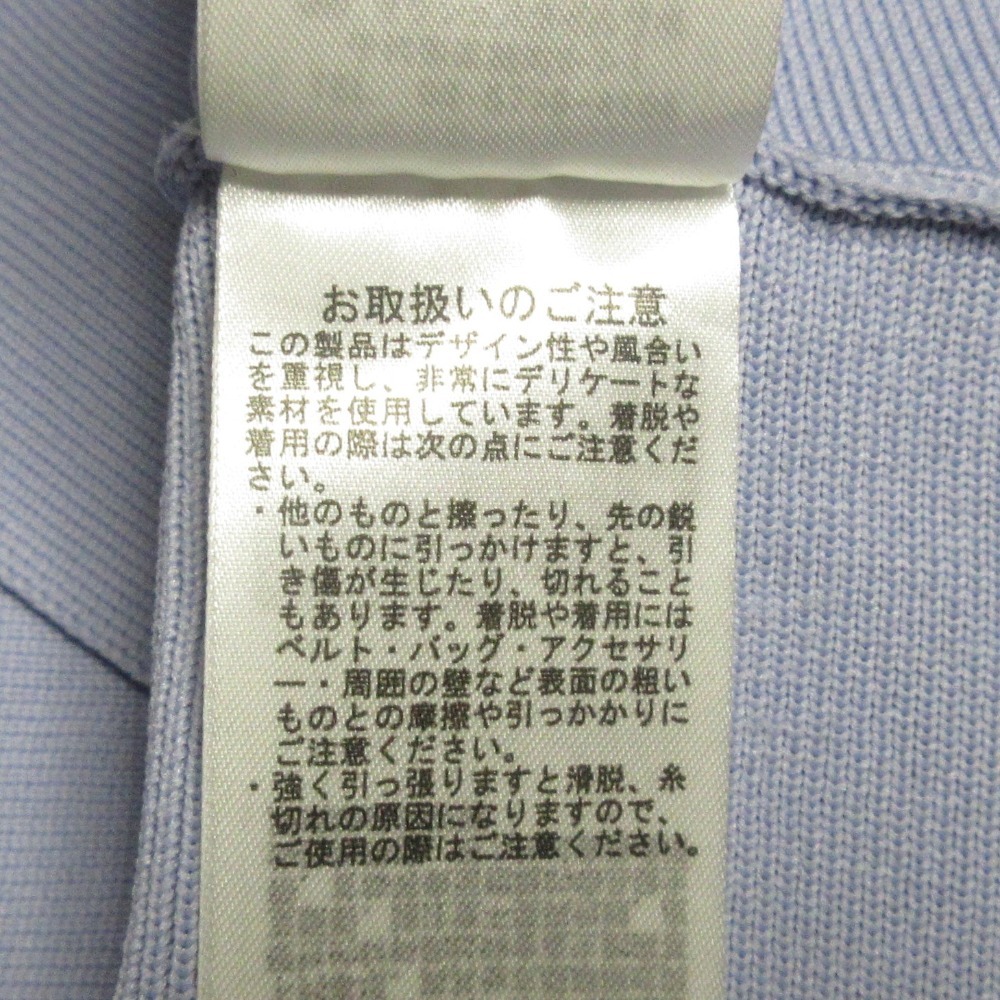 お取扱いのご注意
この製品はデザイン性や風合い
を重視し、非常にデリケートな
素材を使用しています。着脱や
着用の際は次の点にご注意くだ
さい。
・他のものと擦ったり、先の鋭
いものに引っかけますと、引
き傷が生じたり、切れること
もあります。着脱や着用には
ベルト・バッグ・アクセサリ
ー・周囲の壁など表面の粗い
ものとの摩擦や引っかかりに
ご注意ください。
・強く引っ張りますと滑脱、糸
切れの原因になりますので、
ご使用の際はご注意ください。